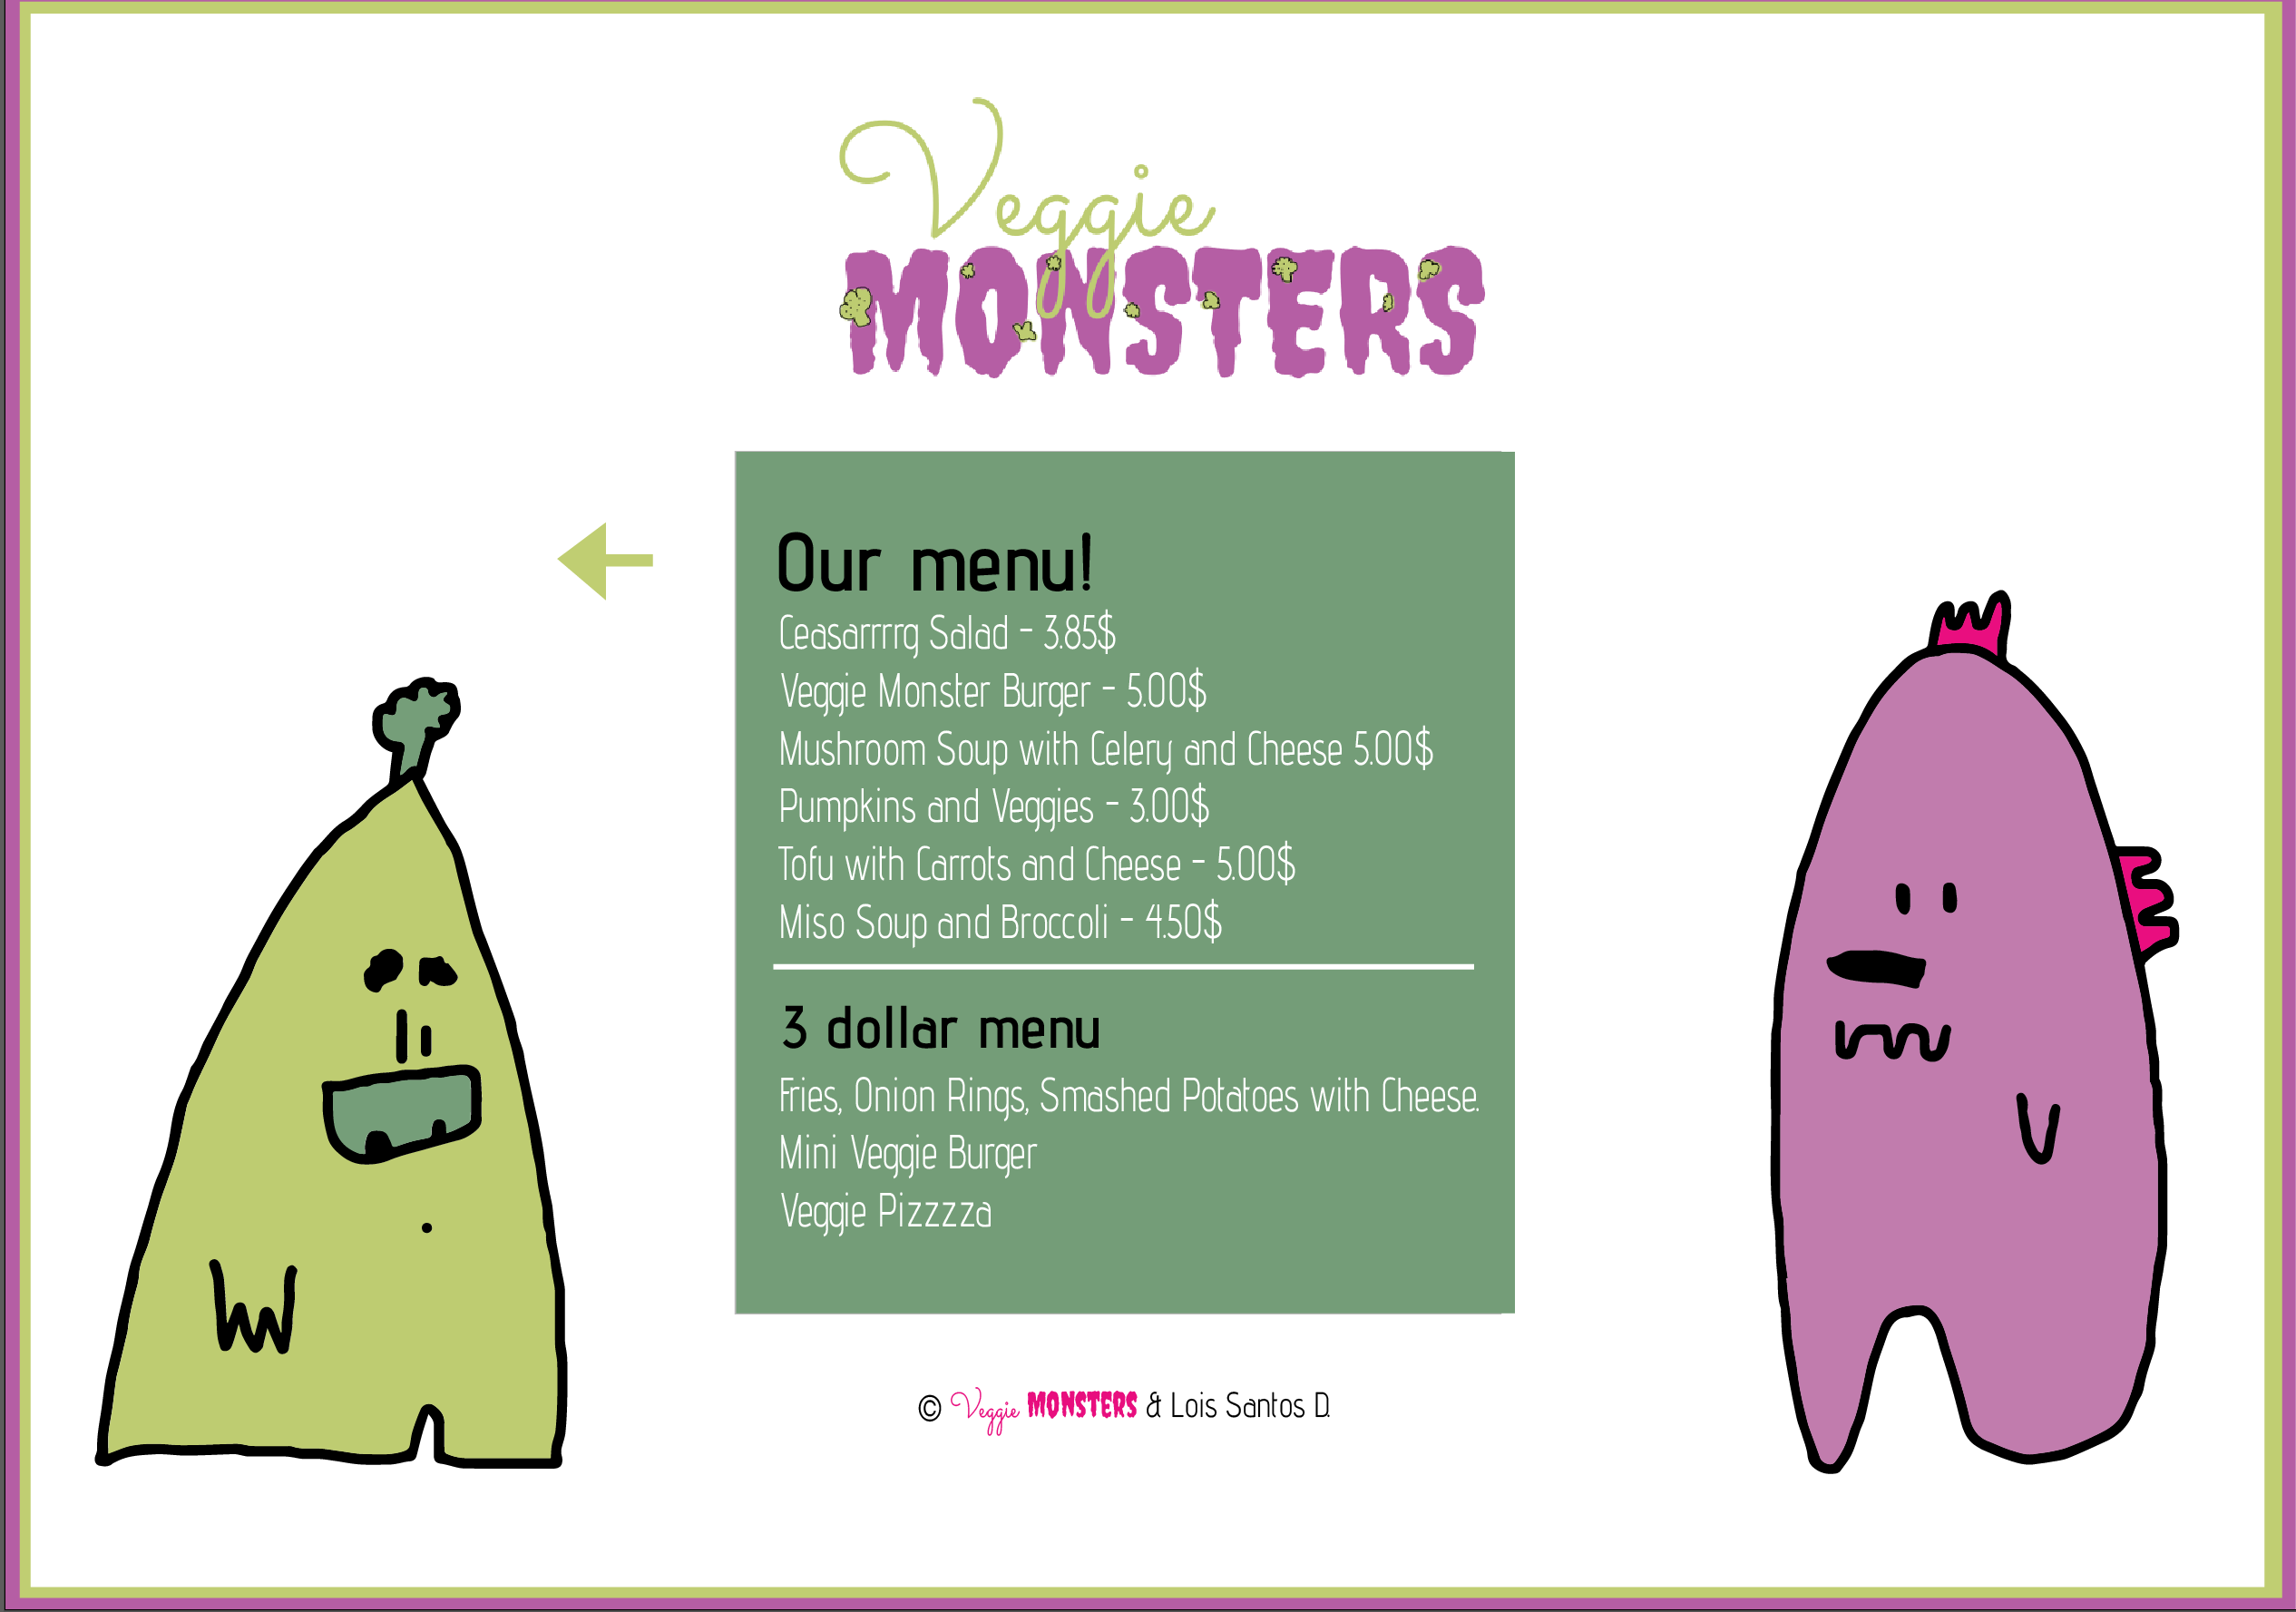 Veggie
MONSTERS
Our menu!
Ceasarrrrg Salad - 3.85$
Veggie Monster Burger - 5.00$
Mushroom Soup with Celery and Cheese 5.00$
Pumpkins and Veggies - 3.00$
Tofu with Carrots and Cheese - 5.00$
Miso Soup and Broccoli - 4.50$
3 dollar menu
Fries, Onion Rings, Smashed Potatoes with Cheese.
Mini Veggie Burger
Veggie Pizzzza
© Veggie MONSTERS & Lois Santos D.